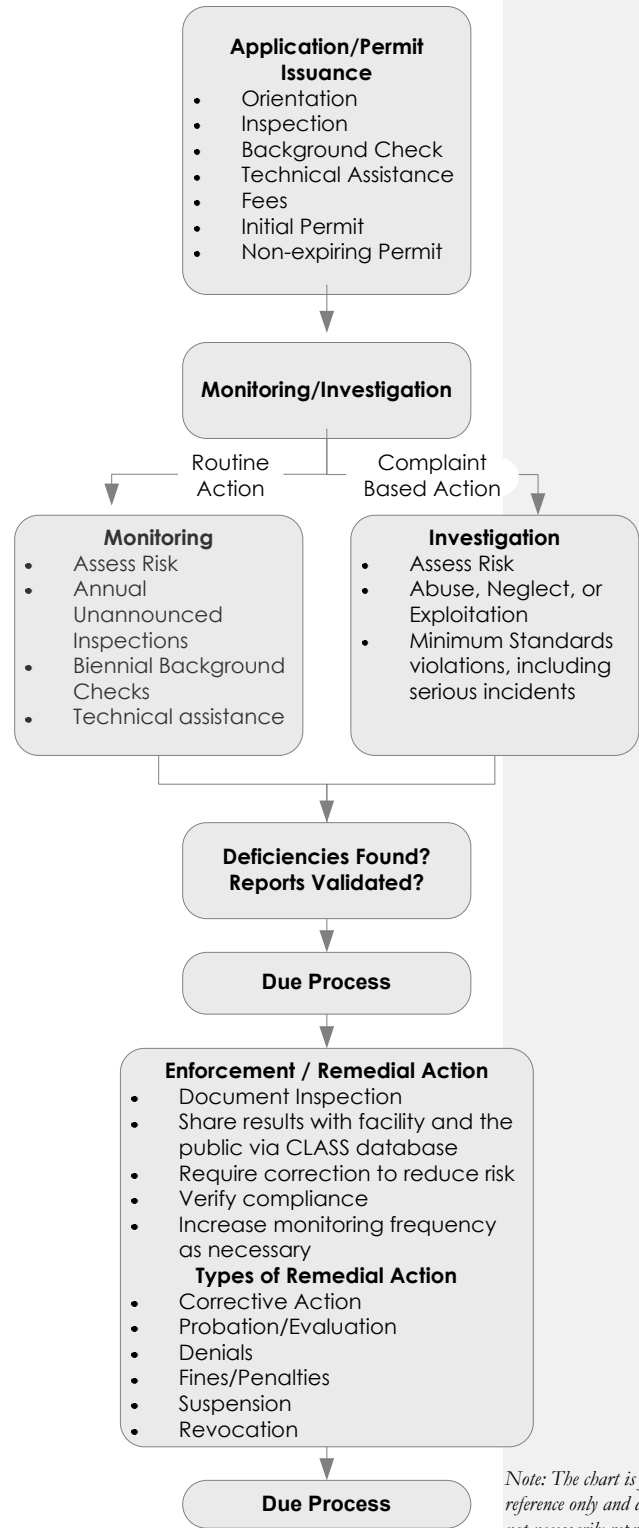 Application/Permit
Issuance
• Orientation
• Inspection
• Background Check
• Technical Assistance
• Fees
• Initial Permit
• Non-expiring Permit
Monitoring/Investigation
Routine
Action
Complaint
Based Action
Monitoring
• Assess Risk
• Annual
Unannounced
Inspections
• Biennial Background
Checks
• Technical assistance
Investigation
• Assess Risk
• Abuse, Neglect, or
Exploitation
• Minimum Standards
violations, including
serious incidents
Deficiencies Found?
Reports Validated?
Due Process
Enforcement / Remedial Action
• Document Inspection
• Share results with facility and the
public via CLASS database
• Require correction to reduce risk
• Verify compliance
• Increase monitoring frequency
as necessary
Types of Remedial Action
• Corrective Action
• Probation/Evaluation
• Denials
• Fines/Penalties
• Suspension
• Revocation
Due Process
Note: The chart is
reference only and